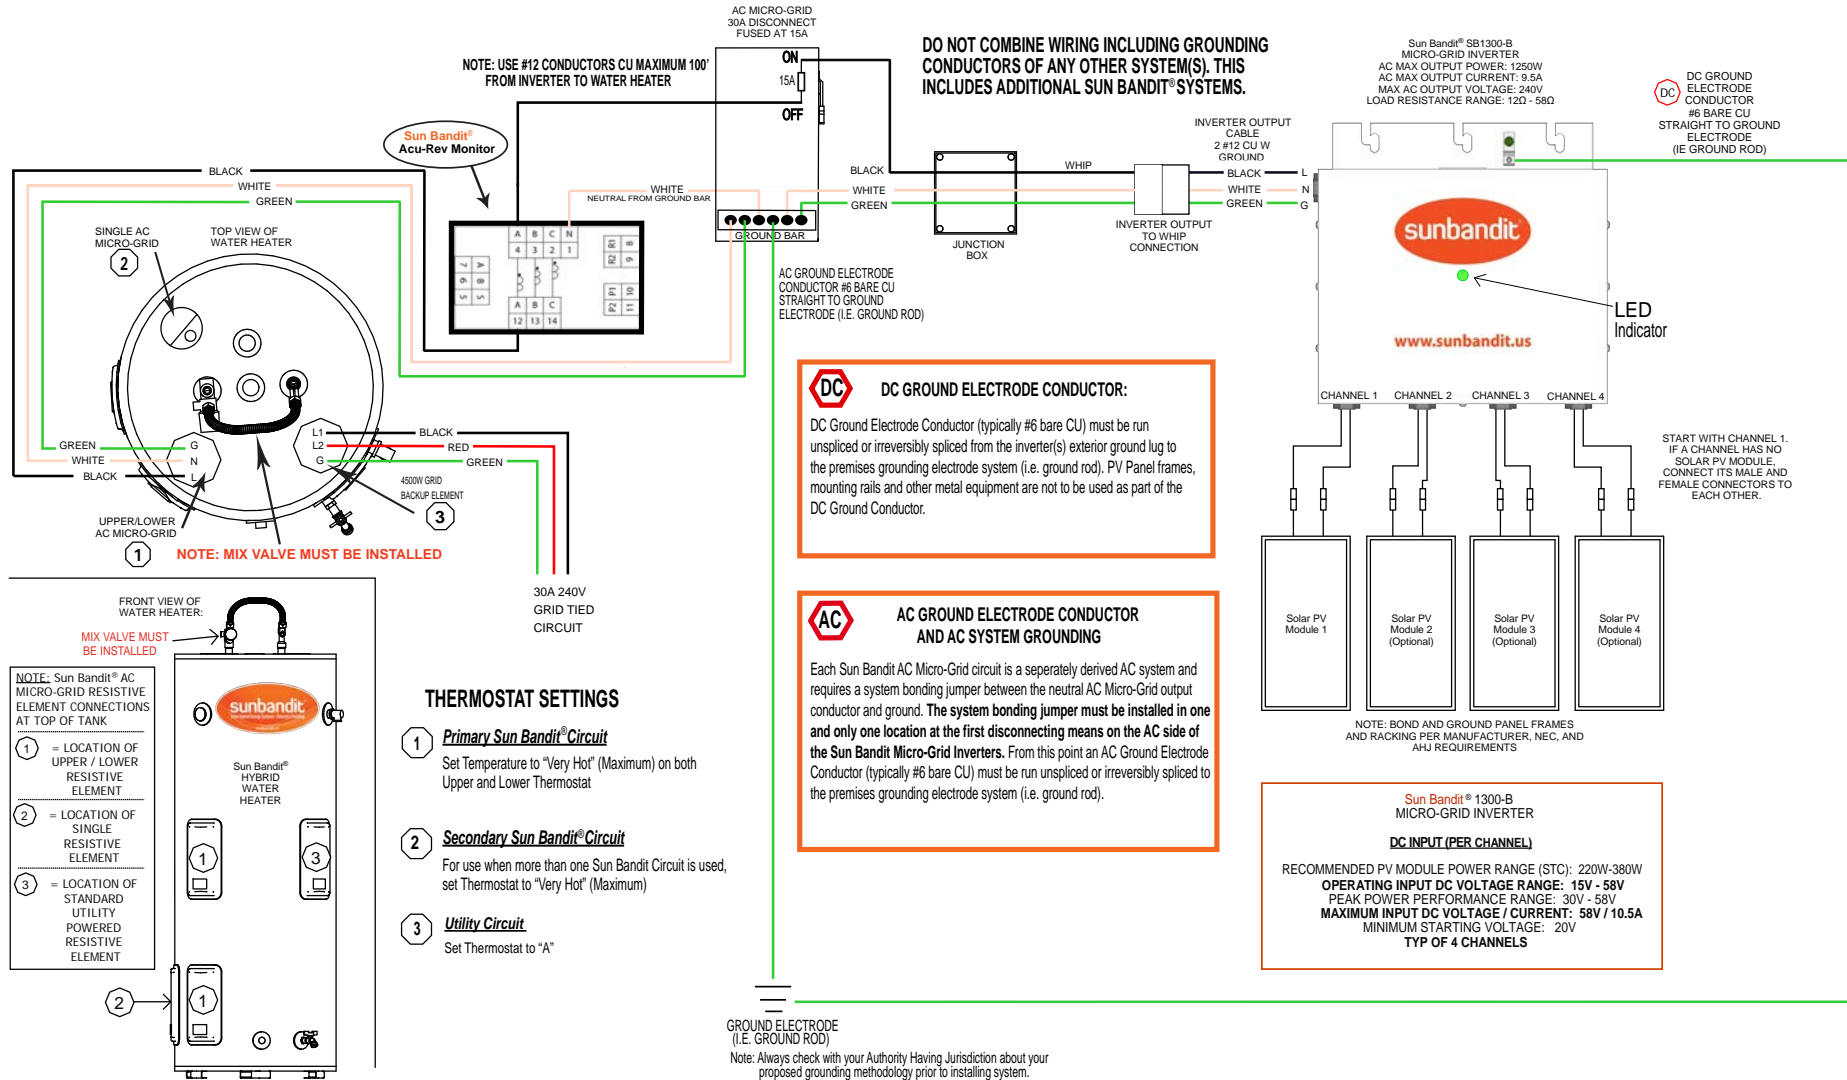 AC MICRO-GRID
30A DISCONNECT
FUSED AT 15A
ON
15A
OFF
NOTE: USE #12 CONDUCTORS CU MAXIMUM 100'
FROM INVERTER TO WATER HEATER
DO NOT COMBINE WIRING INCLUDING GROUNDING
CONDUCTORS OF ANY OTHER SYSTEM(S). THIS
INCLUDES ADDITIONAL SUN BANDIT® SYSTEMS.
Sun Bandit® SB1300-B
MICRO-GRID INVERTER
AC MAX OUTPUT POWER: 1250W
AC MAX OUTPUT CURRENT: 9.5A
MAX AC OUTPUT VOLTAGE: 240V
LOAD RESISTANCE RANGE: 12Ω - 58Ω
DC
DC GROUND
ELECTRODE
CONDUCTOR
#6 BARE CU
STRAIGHT TO GROUND
ELECTRODE
(IE GROUND ROD)
Sun Bandit®
Acu-Rev Monitor
BLACK
WHITE
GREEN
WHITE
NEUTRAL FROM GROUND BAR
GROUND BAR
BLACK
WHITE
GREEN
JUNCTION
BOX
WHIP
INVERTER OUTPUT
CABLE
2 #12 CU W
GROUND
BLACK
WHITE
GREEN
L
N
G
INVERTER OUTPUT
TO WHIP
CONNECTION
A B C N
4 3 2 1
A B C
12 13 14
7 A
6 8
5 5
R1 8
R2 9
P1 10
P2 11
AC GROUND ELECTRODE
CONDUCTOR #6 BARE CU
STRAIGHT TO GROUND
ELECTRODE (I.E. GROUND ROD)
SINGLE AC
MICRO-GRID
2
TOP VIEW OF
WATER HEATER
GREEN
WHITE
BLACK
G
N
L
L1
L2
G
BLACK
RED
GREEN
4500W GRID
BACKUP ELEMENT
3
UPPER/LOWER
AC MICRO-GRID
1
NOTE: MIX VALVE MUST BE INSTALLED
30A 240V
GRID TIED
CIRCUIT
sunbandit®
LED
Indicator
www.sunbandit.us
CHANNEL 1
CHANNEL 2
CHANNEL 3
CHANNEL 4
START WITH CHANNEL 1.
IF A CHANNEL HAS NO
SOLAR PV MODULE,
CONNECT ITS MALE AND
FEMALE CONNECTORS TO
EACH OTHER.
Solar PV
Module 1
Solar PV
Module 2
(Optional)
Solar PV
Module 3
(Optional)
Solar PV
Module 4
(Optional)
NOTE: BOND AND GROUND PANEL FRAMES
AND RACKING PER MANUFACTURER, NEC, AND
AHJ REQUIREMENTS
DC
DC GROUND ELECTRODE CONDUCTOR:
DC Ground Electrode Conductor (typically #6 bare CU) must be run
unspliced or irreversibly spliced from the inverter(s) exterior ground lug to
the premises grounding electrode system (i.e. ground rod). PV Panel frames,
mounting rails and other metal equipment are not to be used as part of the
DC Ground Conductor.
AC
AC GROUND ELECTRODE CONDUCTOR
AND AC SYSTEM GROUNDING
Each Sun Bandit AC Micro-Grid circuit is a seperately derived AC system and
requires a system bonding jumper between the neutral AC Micro-Grid output
conductor and ground. The system bonding jumper must be installed in one
and only one location at the first disconnecting means on the AC side of
the Sun Bandit Micro-Grid Inverters. From this point an AC Ground Electrode
Conductor (typically #6 bare CU) must be run unspliced or irreversibly spliced to
the premises grounding electrode system (i.e. ground rod).
Sun Bandit® 1300-B
MICRO-GRID INVERTER
DC INPUT (PER CHANNEL)
RECOMMENDED PV MODULE POWER RANGE (STC): 220W-380W
OPERATING INPUT DC VOLTAGE RANGE: 15V - 58V
PEAK POWER PERFORMANCE RANGE: 30V - 58V
MAXIMUM INPUT DC VOLTAGE / CURRENT: 58V / 10.5A
MINIMUM STARTING VOLTAGE: 20V
TYP OF 4 CHANNELS
FRONT VIEW OF
WATER HEATER:
MIX VALVE MUST
BE INSTALLED
NOTE: Sun Bandit® AC
MICRO-GRID RESISTIVE
ELEMENT CONNECTIONS
AT TOP OF TANK
1 = LOCATION OF
UPPER / LOWER
RESISTIVE
ELEMENT
2 = LOCATION OF
SINGLE
RESISTIVE
ELEMENT
3 = LOCATION OF
STANDARD
UTILITY
POWERED
RESISTIVE
ELEMENT
sunbandit®
Sun Bandit®
HYBRID
WATER
HEATER
1
3
1
2
THERMOSTAT SETTINGS
1 Primary Sun Bandit® Circuit
Set Temperature to “Very Hot” (Maximum) on both
Upper and Lower Thermostat
2 Secondary Sun Bandit® Circuit
For use when more than one Sun Bandit Circuit is used,
set Thermostat to “Very Hot” (Maximum)
3 Utility Circuit
Set Thermostat to “A”
GROUND ELECTRODE
(I.E. GROUND ROD)
Note: Always check with your Authority Having Jurisdiction about your
proposed grounding methodology prior to installing system.